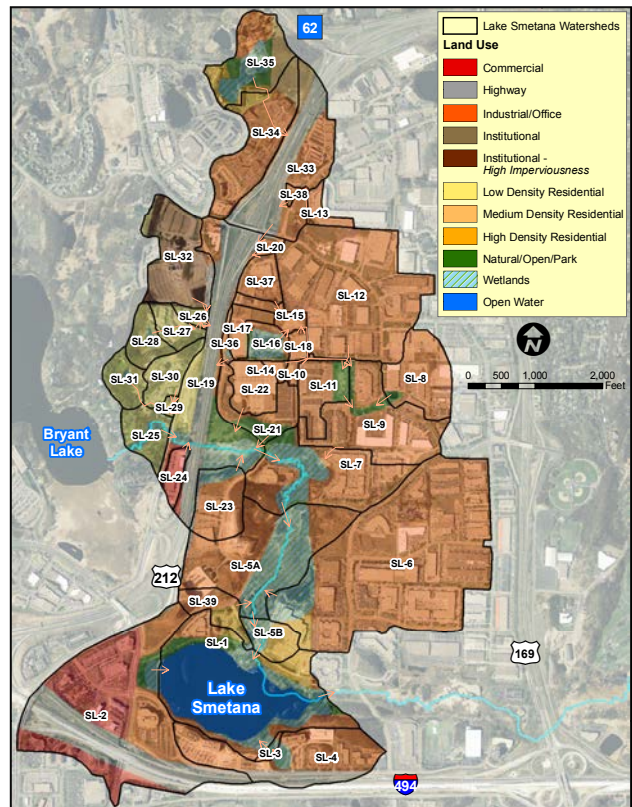 62
Lake Smetana Watersheds
Land Use
Commercial
Highway
Industrial/Office
Institutional
Institutional -
High Imperviousness
Low Density Residential
Medium Density Residential
High Density Residential
Natural/Open/Park
Wetlands
Open Water
N
0 500 1,000 2,000
Feet
SL-35
SL-34
SL-33
SL-38
SL-13
SL-20
SL-32
SL-37
SL-12
SL-26
SL-27
SL-28
SL-15
SL-17
SL-16
SL-18
SL-36
SL-31
SL-30
SL-19
SL-14
SL-10
SL-11
SL-8
SL-22
SL-29
SL-9
SL-25
SL-21
Bryant
Lake
SL-7
SL-24
SL-23
SL-5A
SL-6
212
SL-39
SL-1
SL-5B
169
Lake
Smetana
SL-2
SL-3
SL-4
494